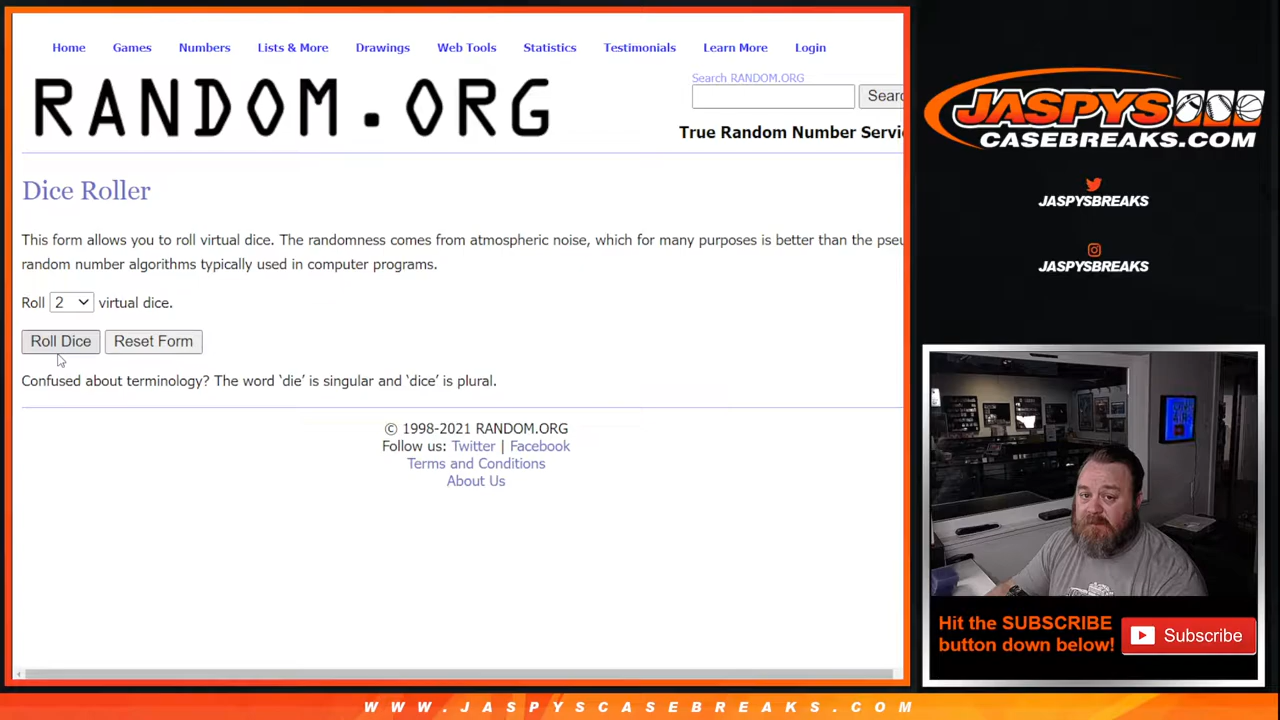 Home Games Numbers Lists & More Drawings Web Tools Statistics Testimonials Learn More Login
RANDOM.ORG
Search RANDOM.ORG
Searc
True Random Number Servi
Dice Roller
This form allows you to roll virtual dice. The randomness comes from atmospheric noise, which for many purposes is better than the pseu
random number algorithms typically used in computer programs.
Roll 2 virtual dice.
Roll Dice Reset Form
Confused about terminology? The word ‘die’ is singular and ‘dice’ is plural.
© 1998-2021 RANDOM.ORG
Follow us: Twitter | Facebook
Terms and Conditions
About Us
JASPYS
CASEBREAKS.COM
JASPYSBREAKS
JASPYSBREAKS
Hit the SUBSCRIBE
button down below!
Subscribe
WWW.JASPYSCASEBREAKS.COM